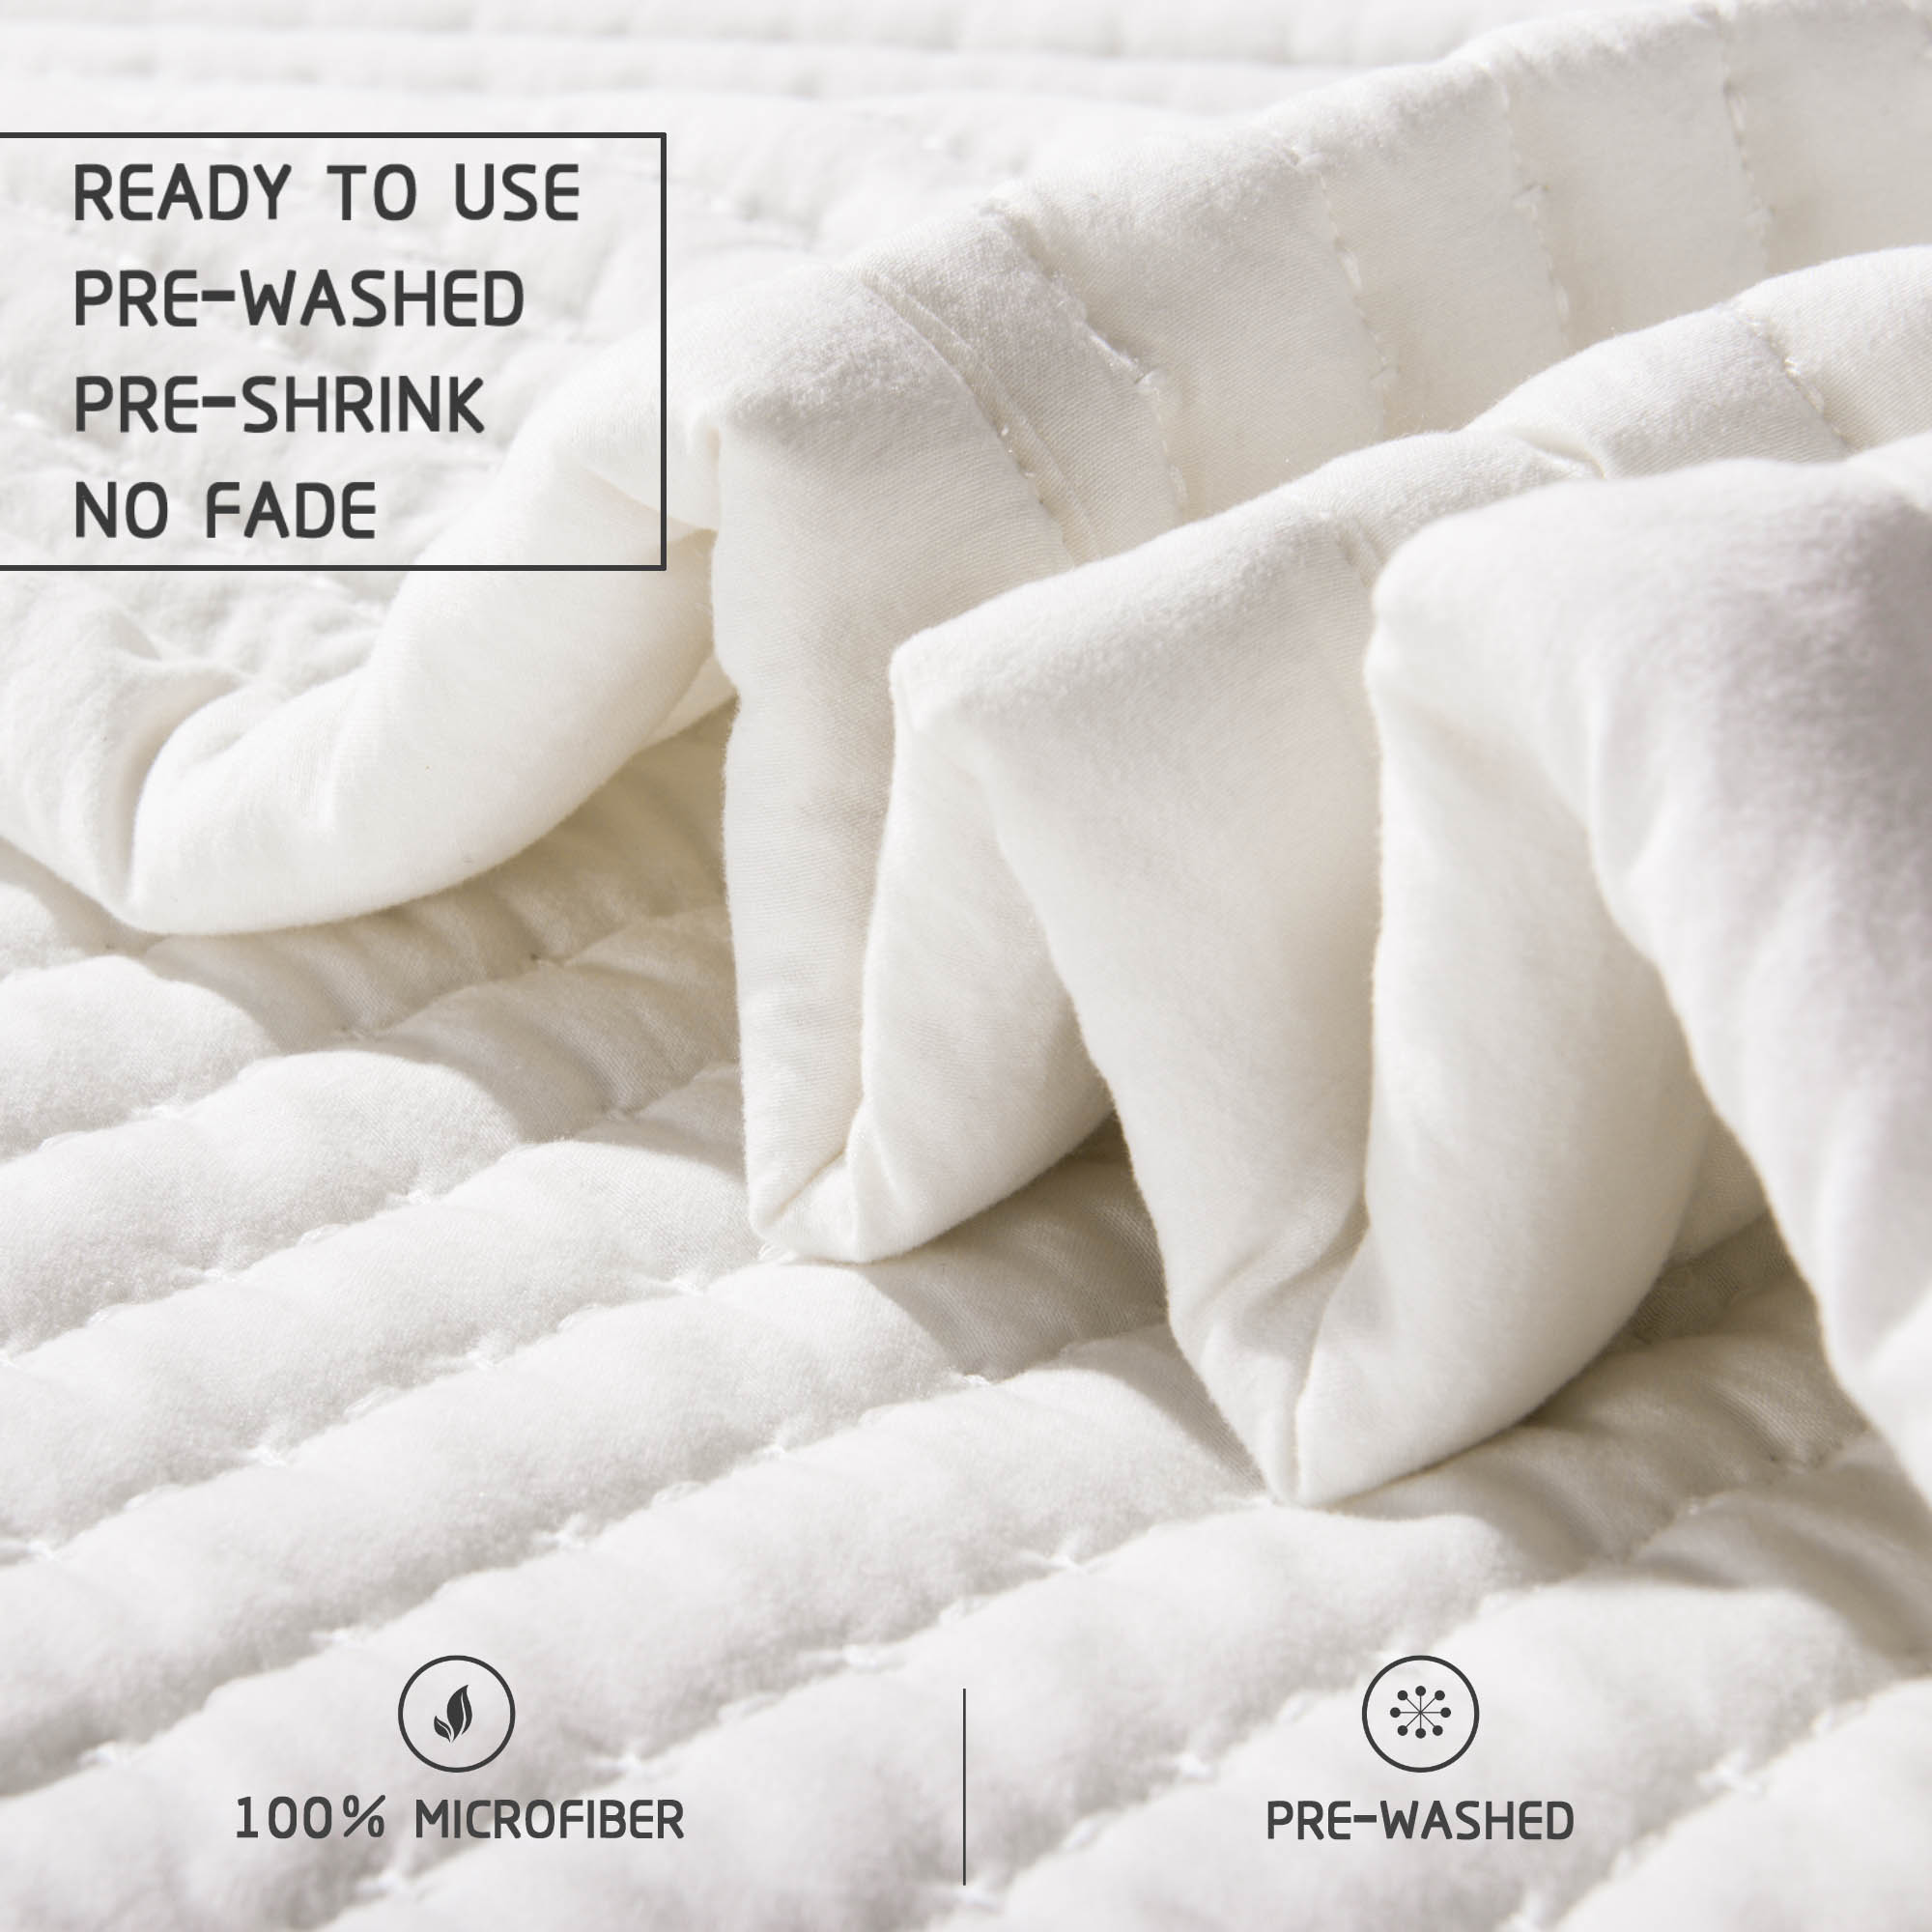 READY TO USE
PRE-WASHED
PRE-SHRINK
NO FADE
100% MICROFIBER
PRE-WASHED